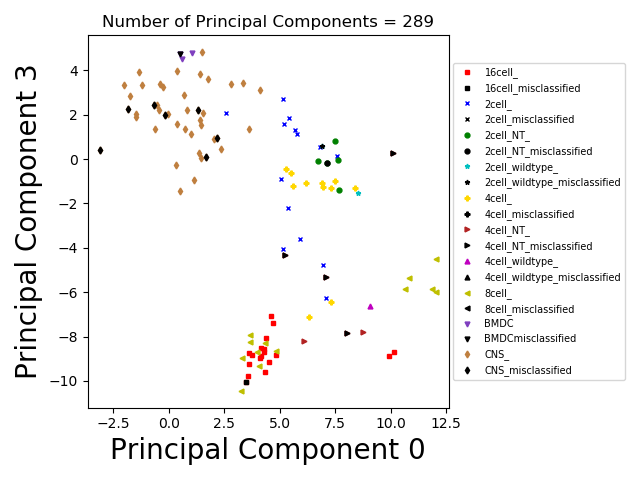 Number of Principal Components = 289
Principal Component 3
4
2
0
−2
−4
−6
−8
−10
−2.5
0.0
2.5
5.0
7.5
10.0
12.5
Principal Component 0
16cell_
16cell_misclassified
2cell_
2cell_misclassified
2cell_NT_
2cell_NT_misclassified
2cell_wildtype_
2cell_wildtype_misclassified
4cell_
4cell_misclassified
4cell_NT_
4cell_NT_misclassified
4cell_wildtype_
4cell_wildtype_misclassified
8cell_
8cell_misclassified
BMDC
BMDCmisclassified
CNS_
CNS_misclassified